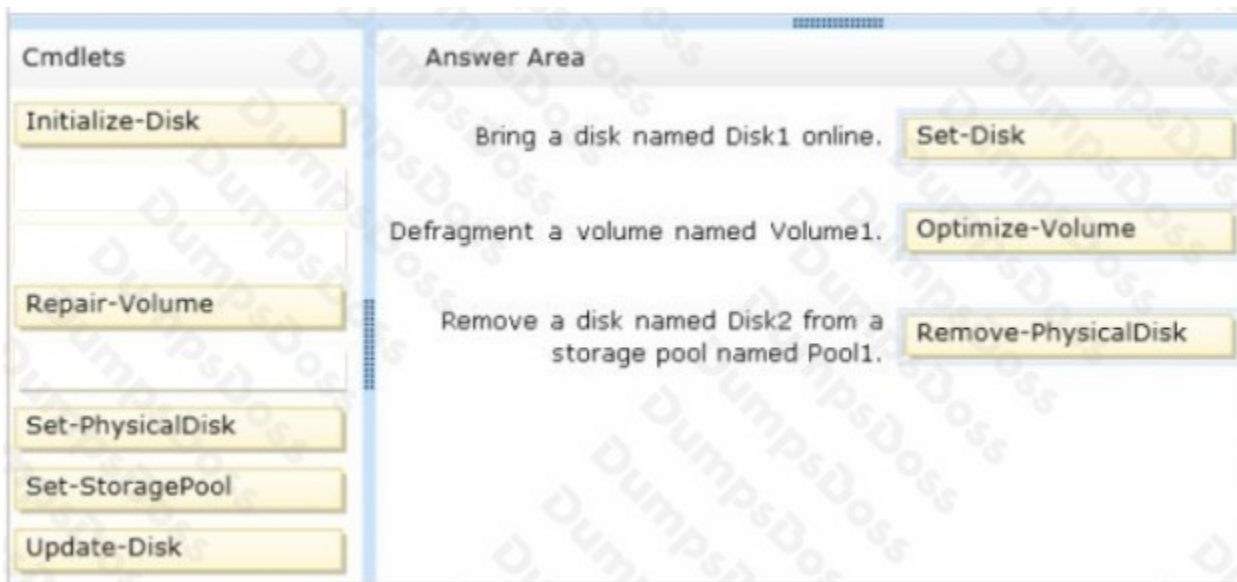 Cmdlets
Initialize-Disk
Repair-Volume
Set-PhysicalDisk
Set-StoragePool
Update-Disk
Answer Area
Bring a disk named Disk1 online.
Set-Disk
Defragment a volume named Volume1.
Optimize-Volume
Remove a disk named Disk2 from a
storage pool named Pool1.
Remove-PhysicalDisk
DumpsDoss